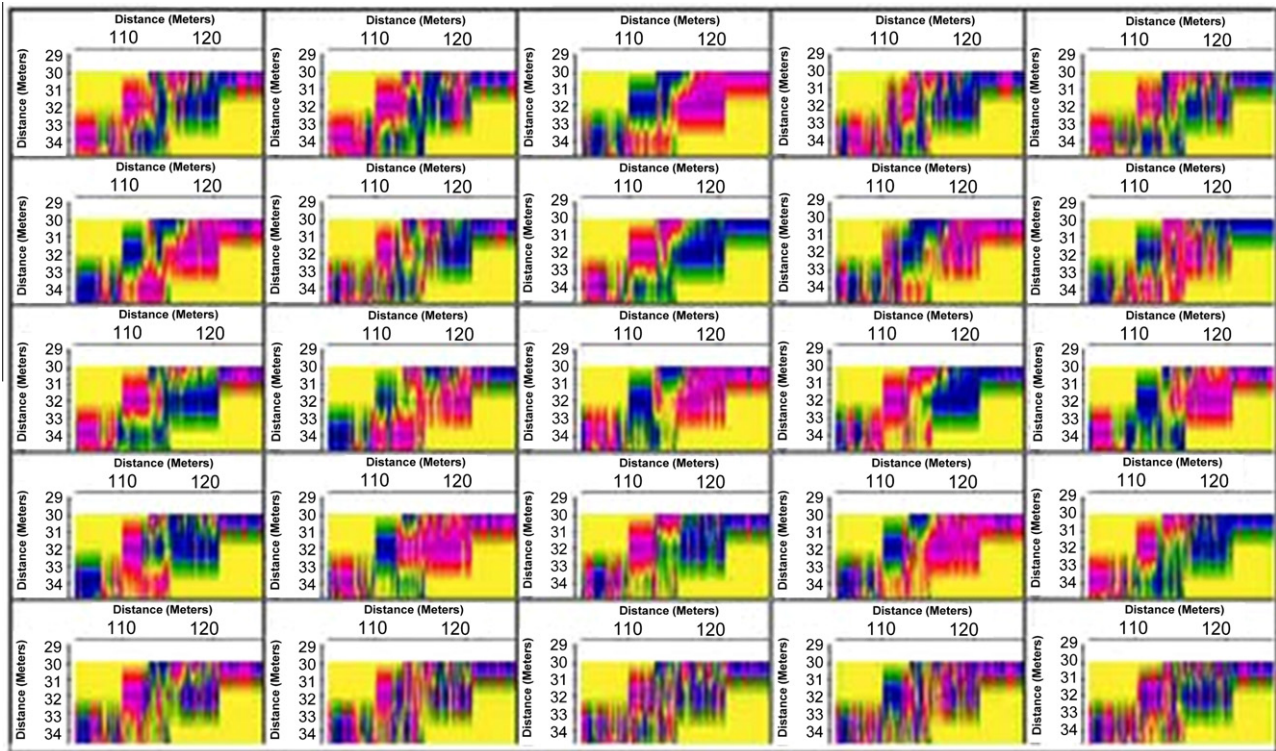 Distance (Meters) Distance (Meters) Distance (Meters) Distance (Meters) Distance (Meters)
110 120 110 120 110 120 110 120 110 120
Distance (Meters) Distance (Meters) Distance (Meters) Distance (Meters) Distance (Meters)
29 29 29 29 29
30 30 30 30 30
31 31 31 31 31
32 32 32 32 32
33 33 33 33 33
34 34 34 34 34
Distance (Meters) Distance (Meters) Distance (Meters) Distance (Meters) Distance (Meters)
110 120 110 120 110 120 110 120 110 120
Distance (Meters) Distance (Meters) Distance (Meters) Distance (Meters) Distance (Meters)
29 29 29 29 29
30 30 30 30 30
31 31 31 31 31
32 32 32 32 32
33 33 33 33 33
34 34 34 34 34
Distance (Meters) Distance (Meters) Distance (Meters) Distance (Meters) Distance (Meters)
110 120 110 120 110 120 110 120 110 120
Distance (Meters) Distance (Meters) Distance (Meters) Distance (Meters) Distance (Meters)
29 29 29 29 29
30 30 30 30 30
31 31 31 31 31
32 32 32 32 32
33 33 33 33 33
34 34 34 34 34
Distance (Meters) Distance (Meters) Distance (Meters) Distance (Meters) Distance (Meters)
110 120 110 120 110 120 110 120 110 120
Distance (Meters) Distance (Meters) Distance (Meters) Distance (Meters) Distance (Meters)
29 29 29 29 29
30 30 30 30 30
31 31 31 31 31
32 32 32 32 32
33 33 33 33 33
34 34 34 34 34
Distance (Meters) Distance (Meters) Distance (Meters) Distance (Meters) Distance (Meters)
110 120 110 120 110 120 110 120 110 120
Distance (Meters) Distance (Meters) Distance (Meters) Distance (Meters) Distance (Meters)
29 29 29 29 29
30 30 30 30 30
31 31 31 31 31
32 32 32 32 32
33 33 33 33 33
34 34 34 34 34